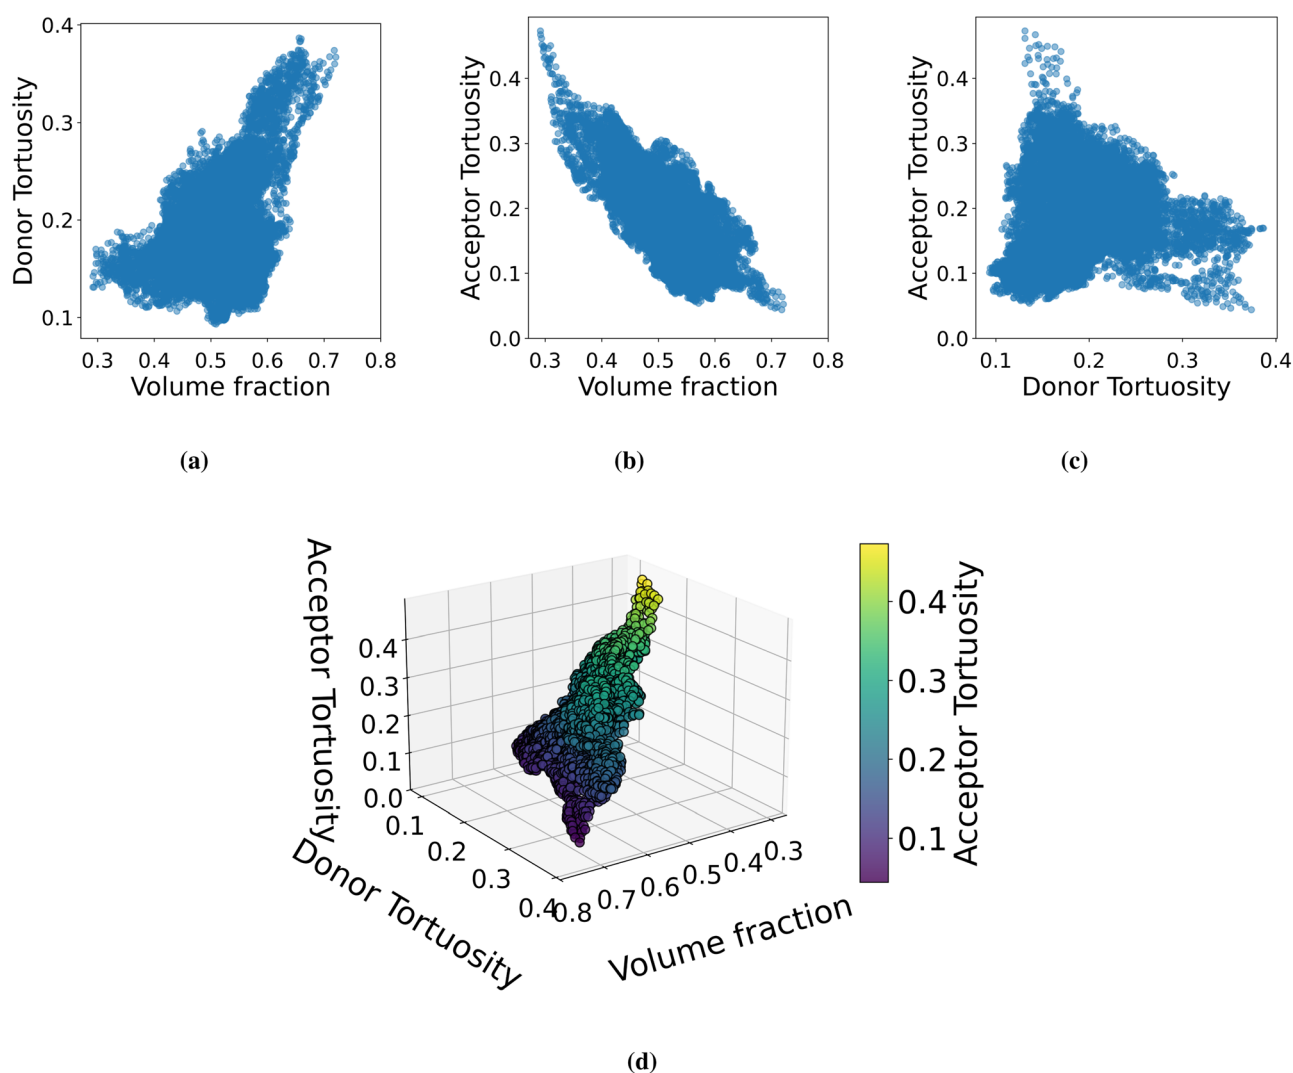 0.4
0.3
0.2
0.1
Donor Tortuosity
0.3 0.4 0.5 0.6 0.7 0.8
Volume fraction
(a)
0.4
0.3
0.2
0.1
0.0
Acceptor Tortuosity
0.3 0.4 0.5 0.6 0.7 0.8
Volume fraction
(b)
0.4
0.3
0.2
0.1
0.0
Acceptor Tortuosity
0.1 0.2 0.3 0.4
Donor Tortuosity
(c)
Acceptor Tortuosity
0.4
0.3
0.2
0.1
0.0
0.1
0.2
0.3
0.4
Donor Tortuosity
0.8 0.7 0.6 0.5 0.4 0.3
Volume fraction
0.4
0.3
0.2
0.1
Acceptor Tortuosity
(d)